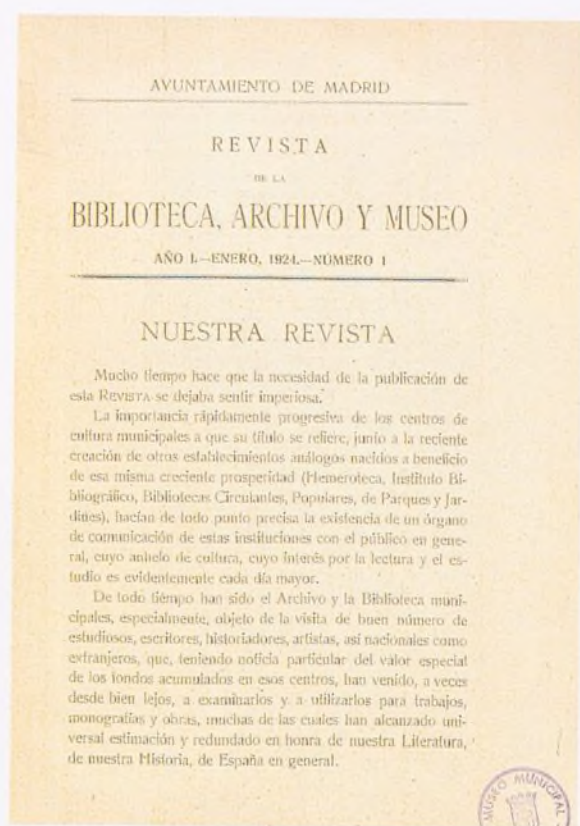 AYUNTAMIENTO DE MADRID
REVISTA
DE LA
BIBLIOTECA, ARCHIVO Y MUSEO
AÑO I.—ENERO, 1924.—NÚMERO 1
NUESTRA REVISTA
Mucho tiempo hace que la necesidad de la publicación de
esta REVISTA se dejaba sentir imperiosa.
La importancia rápidamente progresiva de los centros de
cultura municipales a que su título se refiere, junto a la reciente
creación de otros establecimientos análogos nacidos a beneficio
de esa misma creciente prosperidad (Hemeroteca, Instituto Bi-
bliográfico, Bibliotecas Circulantes, Populares, de Parques y Jar-
dines), hacían de todo punto precisa la existencia de un órgano
de comunicación de estas instituciones con el público en gene-
ral, cuyo anhelo de cultura, cuyo interés por la lectura y el es-
tudio es evidentemente cada día mayor.
De todo tiempo han sido el Archivo y la Biblioteca muni-
cipales, especialmente, objeto de la visita de buen número de
estudiosos, escritores, historiadores, artistas, así nacionales como
extranjeros, que, teniendo noticia particular del valor especial
de los fondos acumulados en esos centros, han venido, a veces
desde bien lejos, a examinarlos y a utilizarlos para trabajos,
monografías y obras, muchas de las cuales han alcanzado uni-
versal estimación y redundado en honra de nuestra Literatura,
de nuestra Historia, de España en general.
MUSEO MUNICIPAL